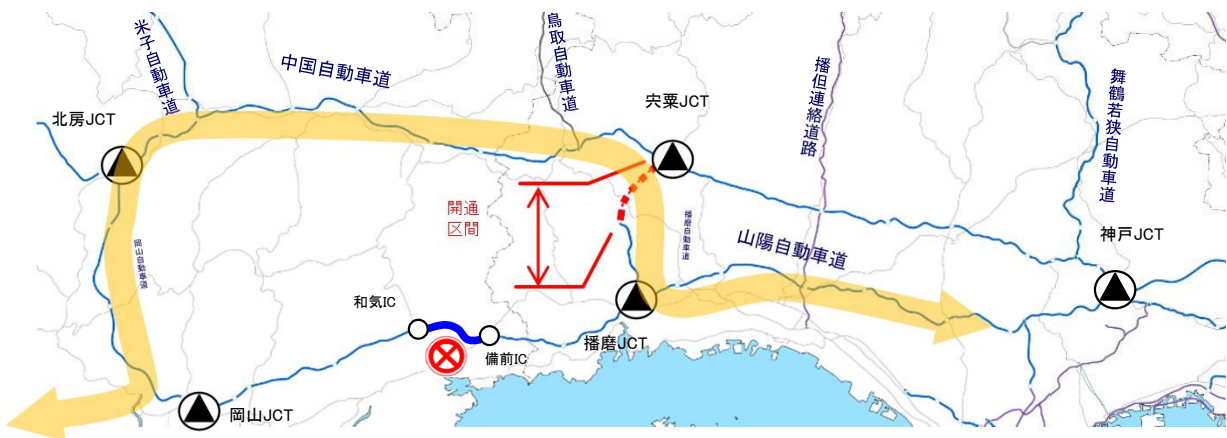 米子自動車道
中国自動車道
鳥取自動車道
宍粟JCT
播但連絡道路
舞鶴若狭自動車道
北房JCT
開通
区間
播磨自動車道
山陽自動車道
神戸JCT
岡山自動車道
和気IC
備前IC
播磨JCT
岡山JCT